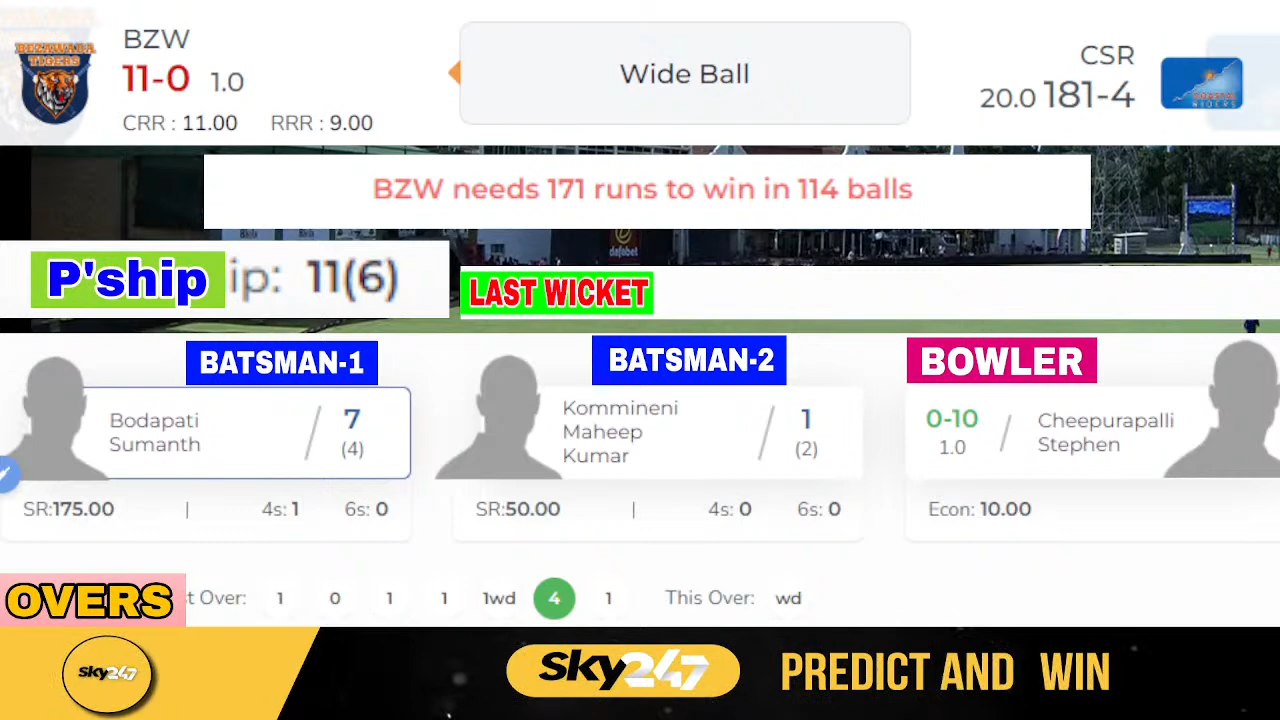 BEZAWADA
TIGERS
BZW
11-0 1.0
CRR : 11.00 RRR : 9.00
Wide Ball
CSR
20.0 181-4
RIDERS
BZW needs 171 runs to win in 114 balls
dafabet
P'ship ip: 11(6)
LAST WICKET
BATSMAN-1
BATSMAN-2
BOWLER
Bodapati
Sumanth
7
(4)
SR:175.00 | 4s: 1 6s: 0
Kommineni
Maheep
Kumar
1
(2)
SR:50.00 | 4s: 0 6s: 0
0-10
1.0
Cheepurapalli
Stephen
Econ: 10.00
OVERS t Over: 1 0 1 1 1wd 4 1 This Over: wd
sky247
sky247
PREDICT AND WIN